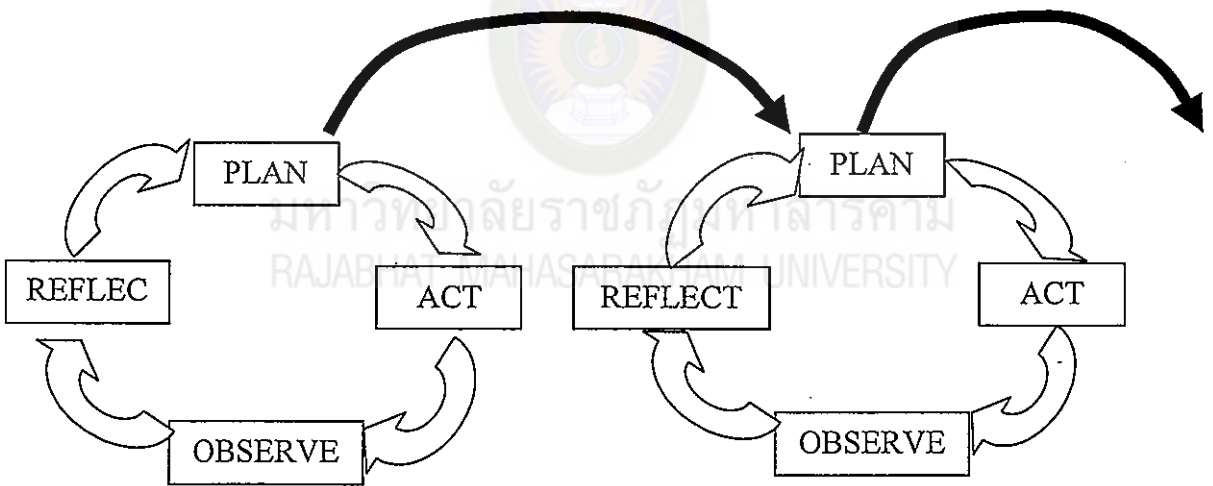 PLAN
ACT
OBSERVE
REFLEC
PLAN
ACT
OBSERVE
REFLECT
มหาวิทยาลัยราชภัฏมหาสารคาม
RAJABHAT MAHASARAKHAM UNIVERSITY